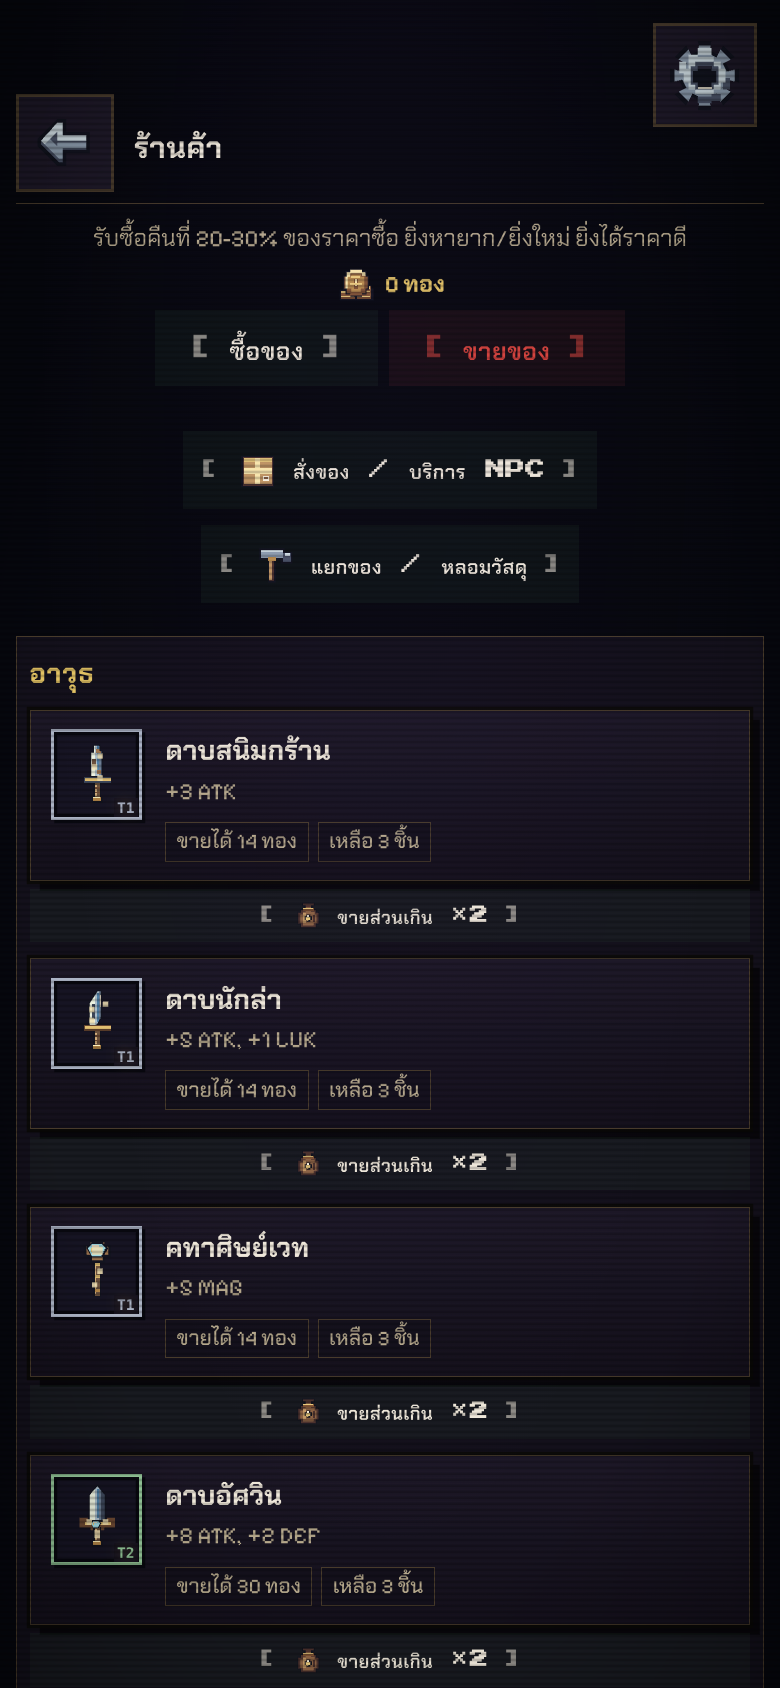 ร้านค้า
รับซื้อคืนที่ 20-30% ของราคาซื้อ ยิ่งหายาก/ยิ่งใหม่ ยิ่งได้ราคาดี
0 ทอง
[ ซื้อของ ] [ ขายของ ]
[ สั่งของ / บริการ NPC ]
[ แยกของ / หลอมวัสดุ ]
อาวุธ
ดาบสนิมกร้าน
+3 ATK
T1
ขายได้ 14 ทอง เหลือ 3 ชิ้น
[ ขายส่วนเกิน ×2 ]
ดาบนักล่า
+5 ATK, +1 LUK
T1
ขายได้ 14 ทอง เหลือ 3 ชิ้น
[ ขายส่วนเกิน ×2 ]
คทาศิษย์เวท
+5 MAG
T1
ขายได้ 14 ทอง เหลือ 3 ชิ้น
[ ขายส่วนเกิน ×2 ]
ดาบอัศวิน
+8 ATK, +2 DEF
T2
ขายได้ 30 ทอง เหลือ 3 ชิ้น
[ ขายส่วนเกิน ×2 ]